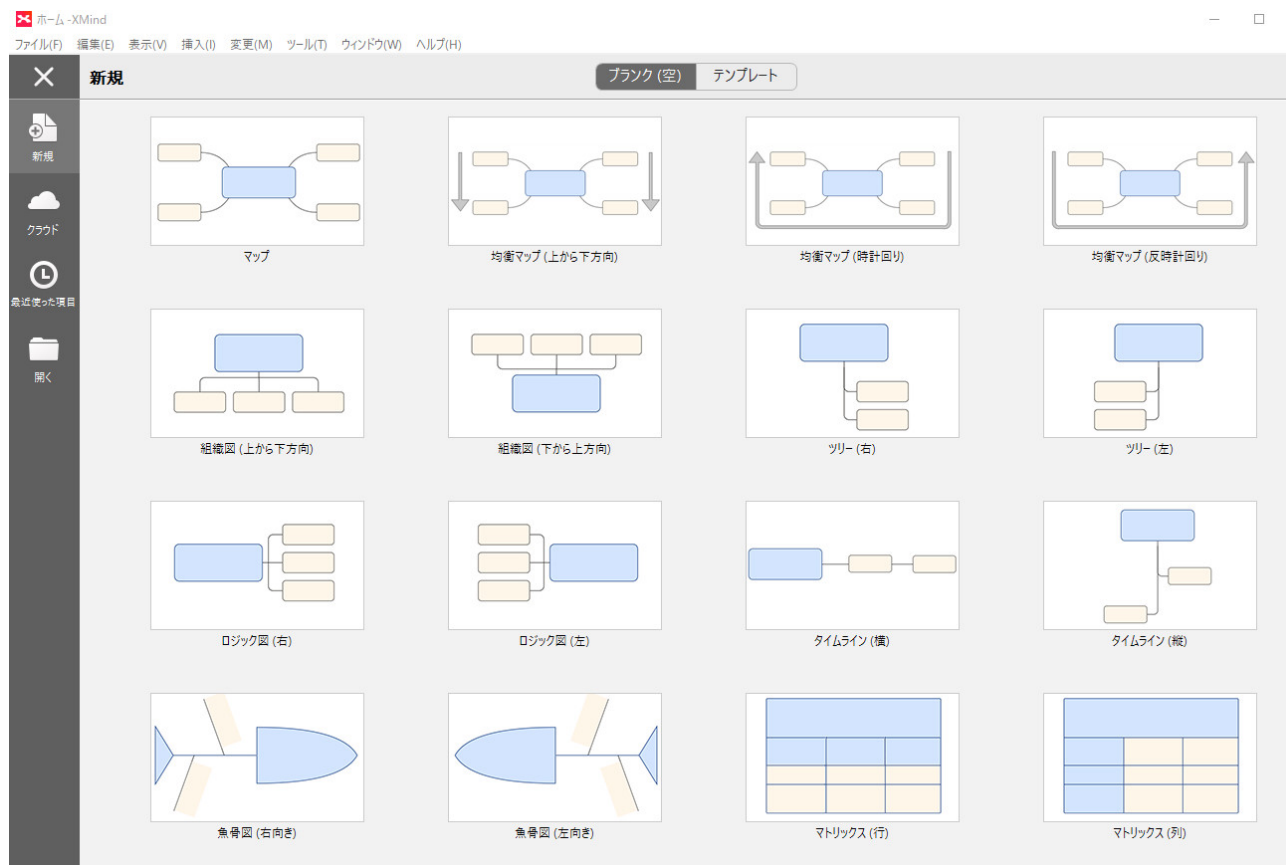 ホーム -XMind
ファイル(F) 編集(E) 表示(V) 挿入(I) 変更(M) ツール(T) ウィンドウ(W) ヘルプ(H)
新規 ブランク (空) テンプレート
新規
クラウド
最近使った項目
開く
マップ 均衡マップ (上から下方向) 均衡マップ (時計回り) 均衡マップ (反時計回り)
組織図 (上から下方向) 組織図 (下から上方向) ツリー (右) ツリー (左)
ロジック図 (右) ロジック図 (左) タイムライン (横) タイムライン (縦)
魚骨図 (右向き) 魚骨図 (左向き) マトリックス (行) マトリックス (列)